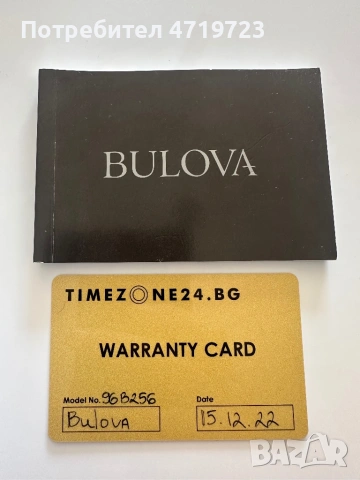 Потребител 4719723
BULOVA
TIMEZONE24.BG
WARRANTY CARD
Model No. 96B256 Date
Bulova 15.12.22
BAZAR